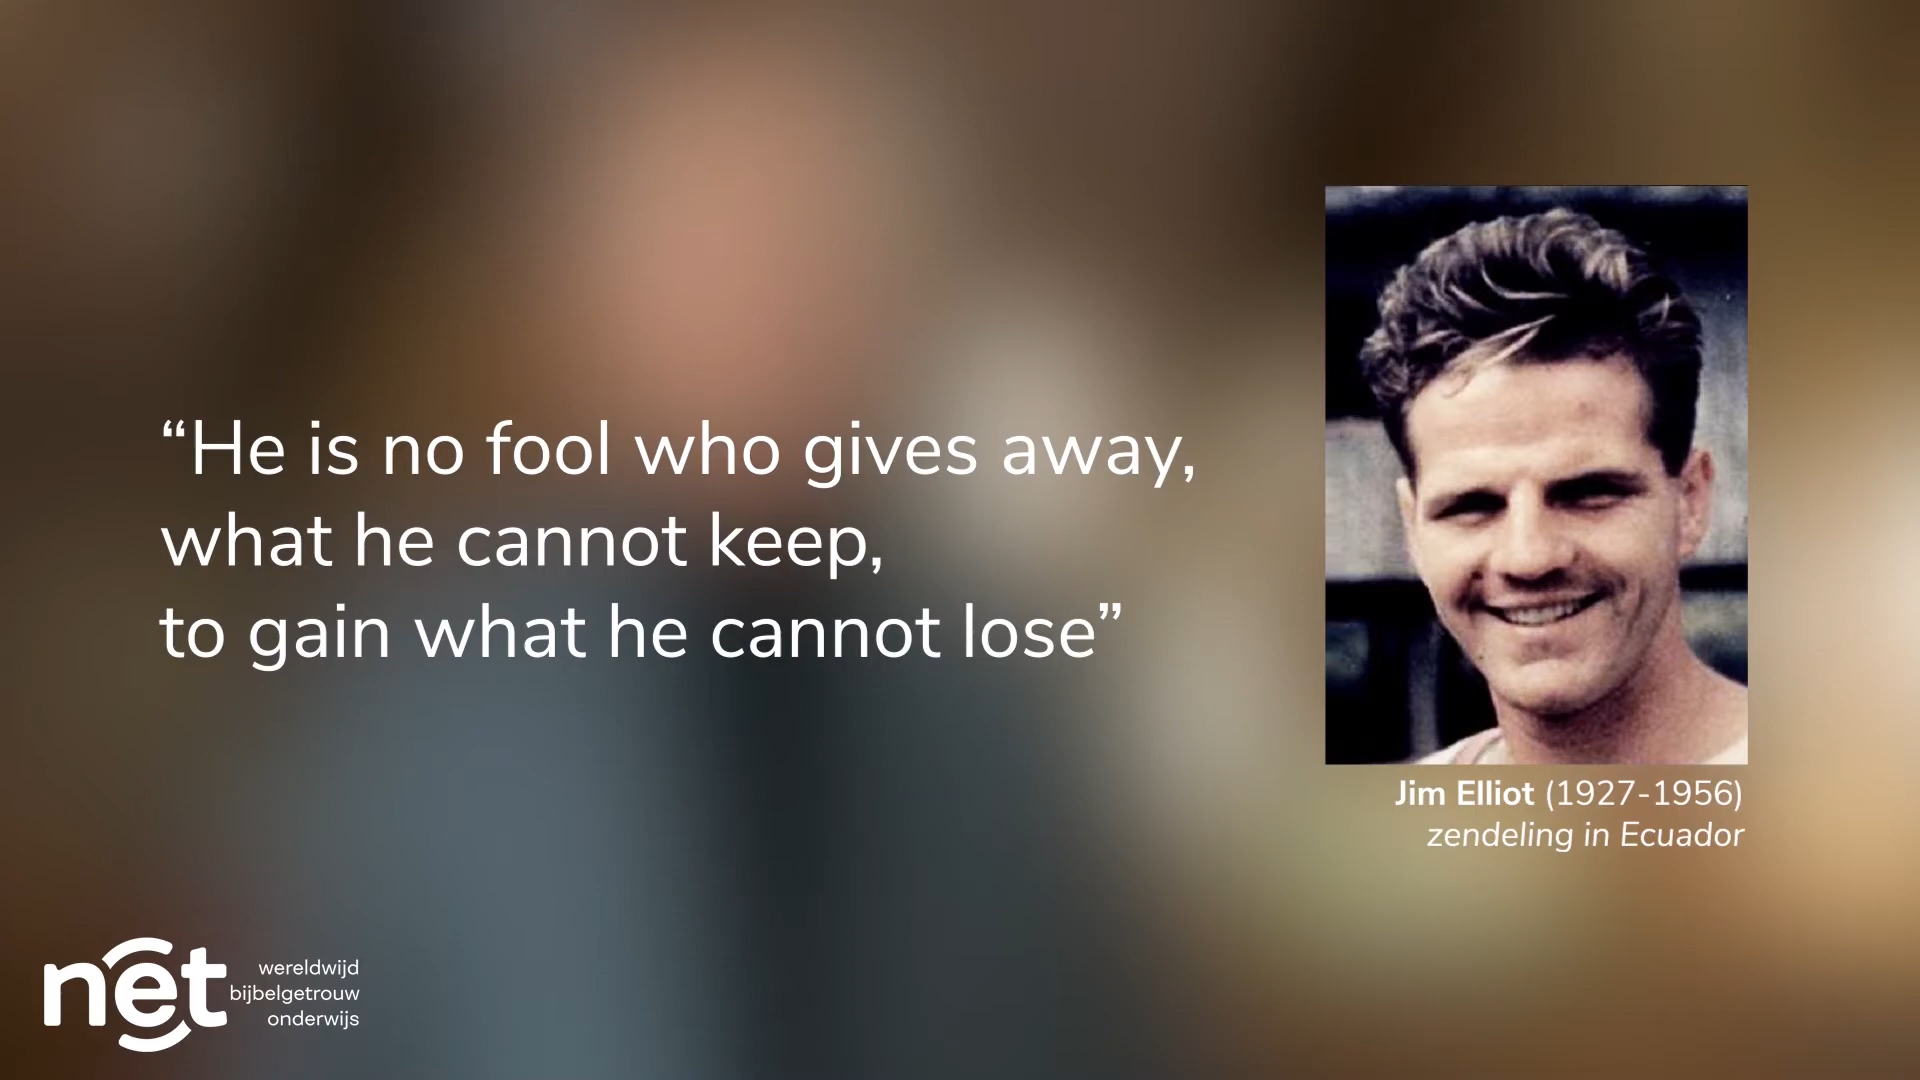 “He is no fool who gives away,
what he cannot keep,
to gain what he cannot lose”
Jim Elliot (1927-1956)
zendeling in Ecuador
net
wereldwijd
bijbelgetrouw
onderwijs